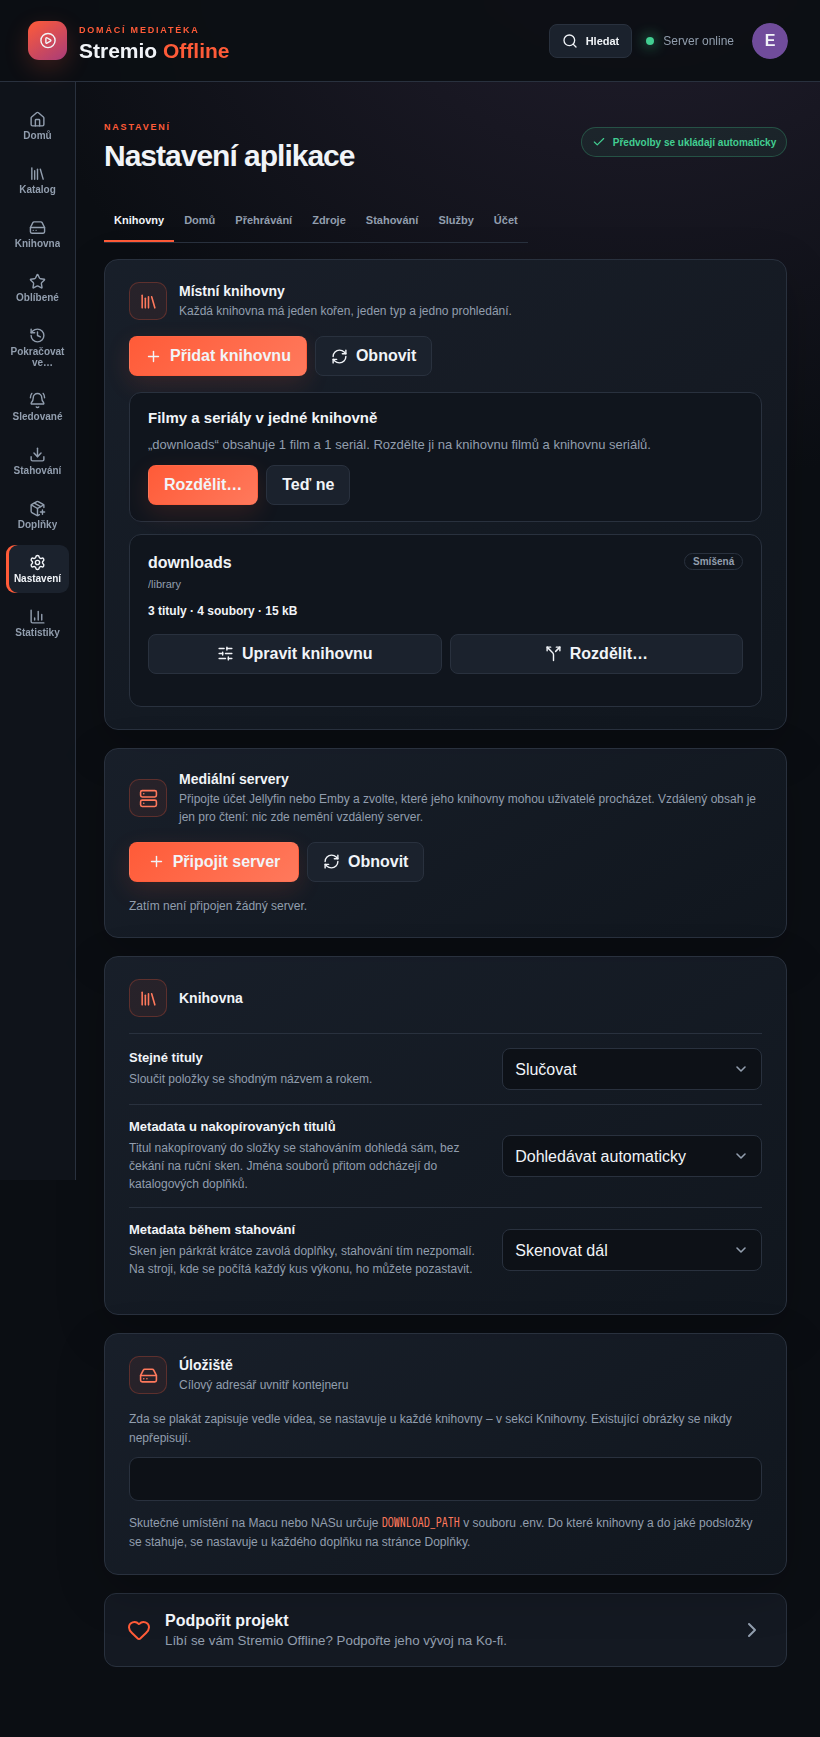 DOMÁCÍ MEDIATÉKA
Stremio Offline
Hledat
Server online
E
Domů
Katalog
Knihovna
Oblíbené
Pokračovat
ve…
Sledované
Stahování
Doplňky
Nastavení
Statistiky
NASTAVENÍ
Nastavení aplikace
Předvolby se ukládají automaticky
Knihovny Domů Přehrávání Zdroje Stahování Služby Účet
Místní knihovny
Každá knihovna má jeden kořen, jeden typ a jedno prohledání.
Přidat knihovnu
Obnovit
Filmy a seriály v jedné knihovně
„downloads“ obsahuje 1 film a 1 seriál. Rozdělte ji na knihovnu filmů a knihovnu seriálů.
Rozdělit…
Teď ne
downloads
Smíšená
/library
3 tituly · 4 soubory · 15 kB
Upravit knihovnu
Rozdělit…
Mediální servery
Připojte účet Jellyfin nebo Emby a zvolte, které jeho knihovny mohou uživatelé procházet. Vzdálený obsah je
jen pro čtení: nic zde nemění vzdálený server.
Připojit server
Obnovit
Zatím není připojen žádný server.
Knihovna
Stejné tituly
Sloučit položky se shodným názvem a rokem.
Slučovat
Metadata u nakopírovaných titulů
Titul nakopírovaný do složky se stahováním dohledá sám, bez
čekání na ruční sken. Jména souborů přitom odcházejí do
katalogových doplňků.
Dohledávat automaticky
Metadata během stahování
Sken jen párkrát krátce zavolá doplňky, stahování tím nezpomalí.
Na stroji, kde se počítá každý kus výkonu, ho můžete pozastavit.
Skenovat dál
Úložiště
Cílový adresář uvnitř kontejneru
Zda se plakát zapisuje vedle videa, se nastavuje u každé knihovny – v sekci Knihovny. Existující obrázky se nikdy
nepřepisují.
Skutečné umístění na Macu nebo NASu určuje DOWNLOAD_PATH v souboru .env. Do které knihovny a do jaké podsložky
se stahuje, se nastavuje u každého doplňku na stránce Doplňky.
Podpořit projekt
Líbí se vám Stremio Offline? Podpořte jeho vývoj na Ko-fi.